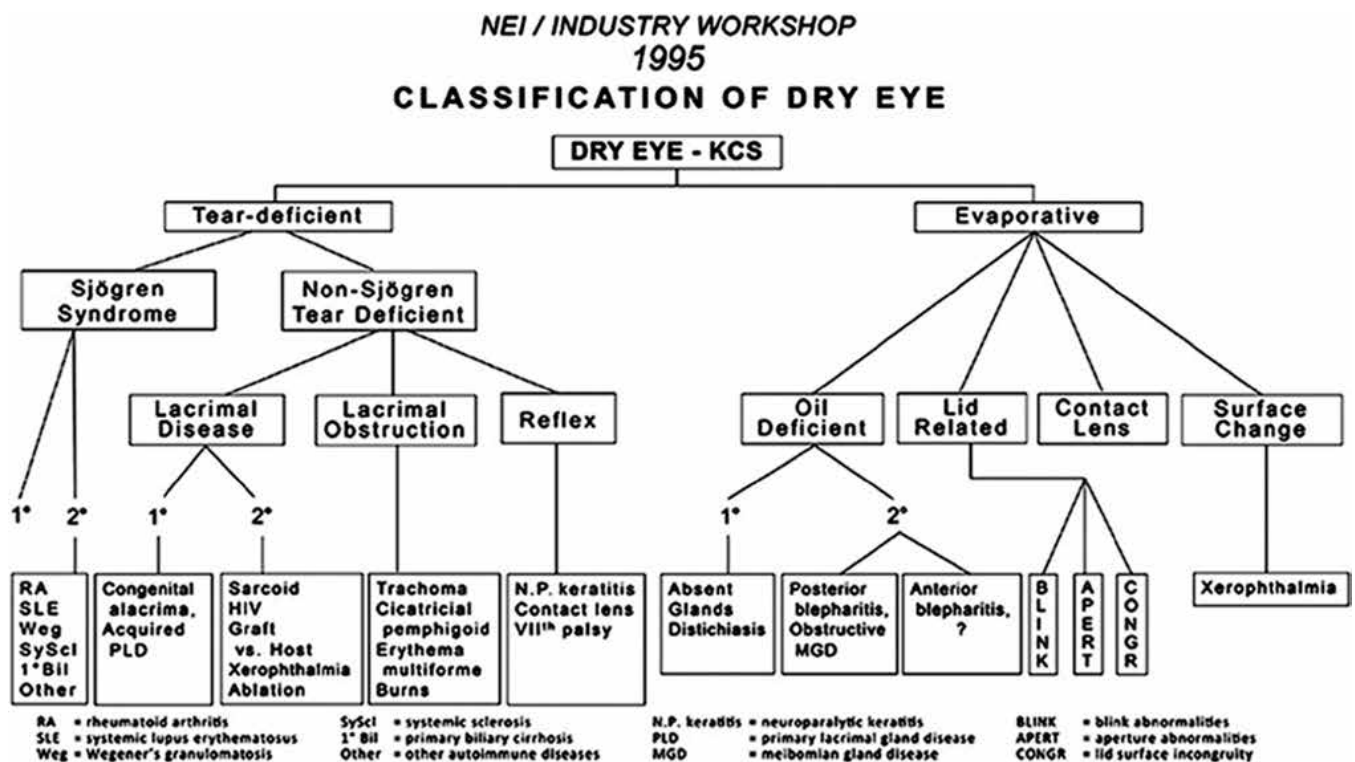 NEI / INDUSTRY WORKSHOP
1995
CLASSIFICATION OF DRY EYE
DRY EYE - KCS
Tear-deficient
Evaporative
Sjögren
Syndrome
Non-Sjögren
Tear Deficient
Lacrimal
Disease
Lacrimal
Obstruction
Reflex
Oil
Deficient
Lid
Related
Contact
Lens
Surface
Change
1° 2° 1° 2° 1° 2°
RA
SLE
Weg
SyScl
1°Bil
Other
Congenital
alacrima,
Acquired
PLD
Sarcoid
HIV
Graft
vs. Host
Xerophthalmia
Ablation
Trachoma
Cicatricial
pemphigoid
Erythema
multiforme
Burns
N.P. keratitis
Contact lens
VIIth palsy
Absent
Glands
Distichiasis
Posterior
blepharitis,
Obstructive
MGD
Anterior
blepharitis,
?
BLINK
APERT
CONGR
Xerophthalmia
RA = rheumatoid arthritis
SLE = systemic lupus erythematosus
Weg = Wegener's granulomatosis
SyScl = systemic sclerosis
1° Bil = primary biliary cirrhosis
Other = other autoimmune diseases
N.P. keratitis = neuroparalytic keratitis
PLD = primary lacrimal gland disease
MGD = meibomian gland disease
BLINK = blink abnormalities
APERT = aperture abnormalities
CONGR = lid surface incongruity